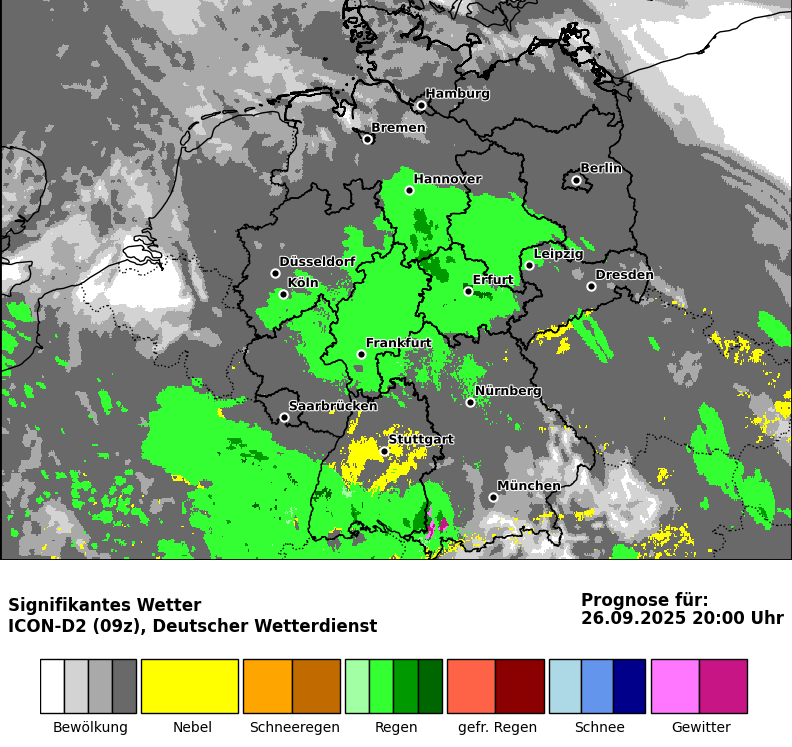 Hamburg
Bremen
Berlin
Hannover
Leipzig
Düsseldorf
Dresden
Köln
Erfurt
Frankfurt
Nürnberg
Saarbrücken
Stuttgart
München
Signifikantes Wetter
ICON-D2 (09z), Deutscher Wetterdienst
Prognose für:
26.09.2025 20:00 Uhr
Bewölkung Nebel Schneeregen Regen gefr. Regen Schnee Gewitter